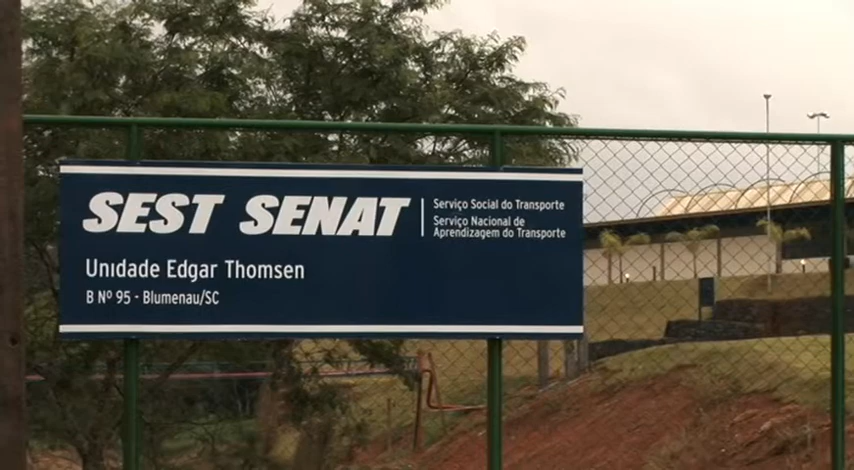 SEST SENAT
Serviço Social do Transporte
Serviço Nacional de
Aprendizagem do Transporte
Unidade Edgar Thomsen
B Nº 95 - Blumenau/SC